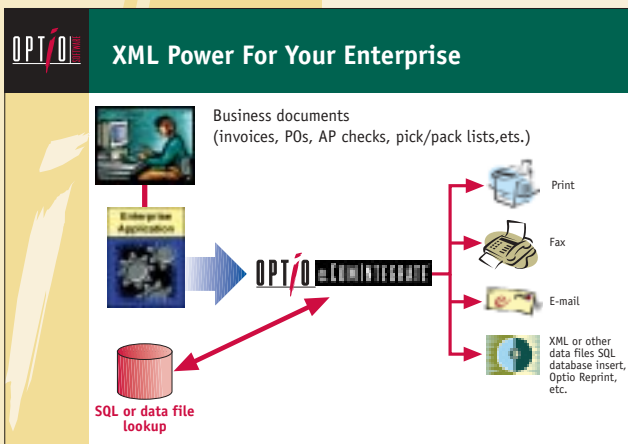 OPTIO SOFTWARE
XML Power For Your Enterprise
Business documents
(invoices, POs, AP checks, pick/pack lists,ets.)
Enterprise
Application
OPTIO e.COMINTEGRATE
Print
Fax
E-mail
XML or other
data files SQL
database insert,
Optio Reprint,
etc.
SQL or data file
lookup